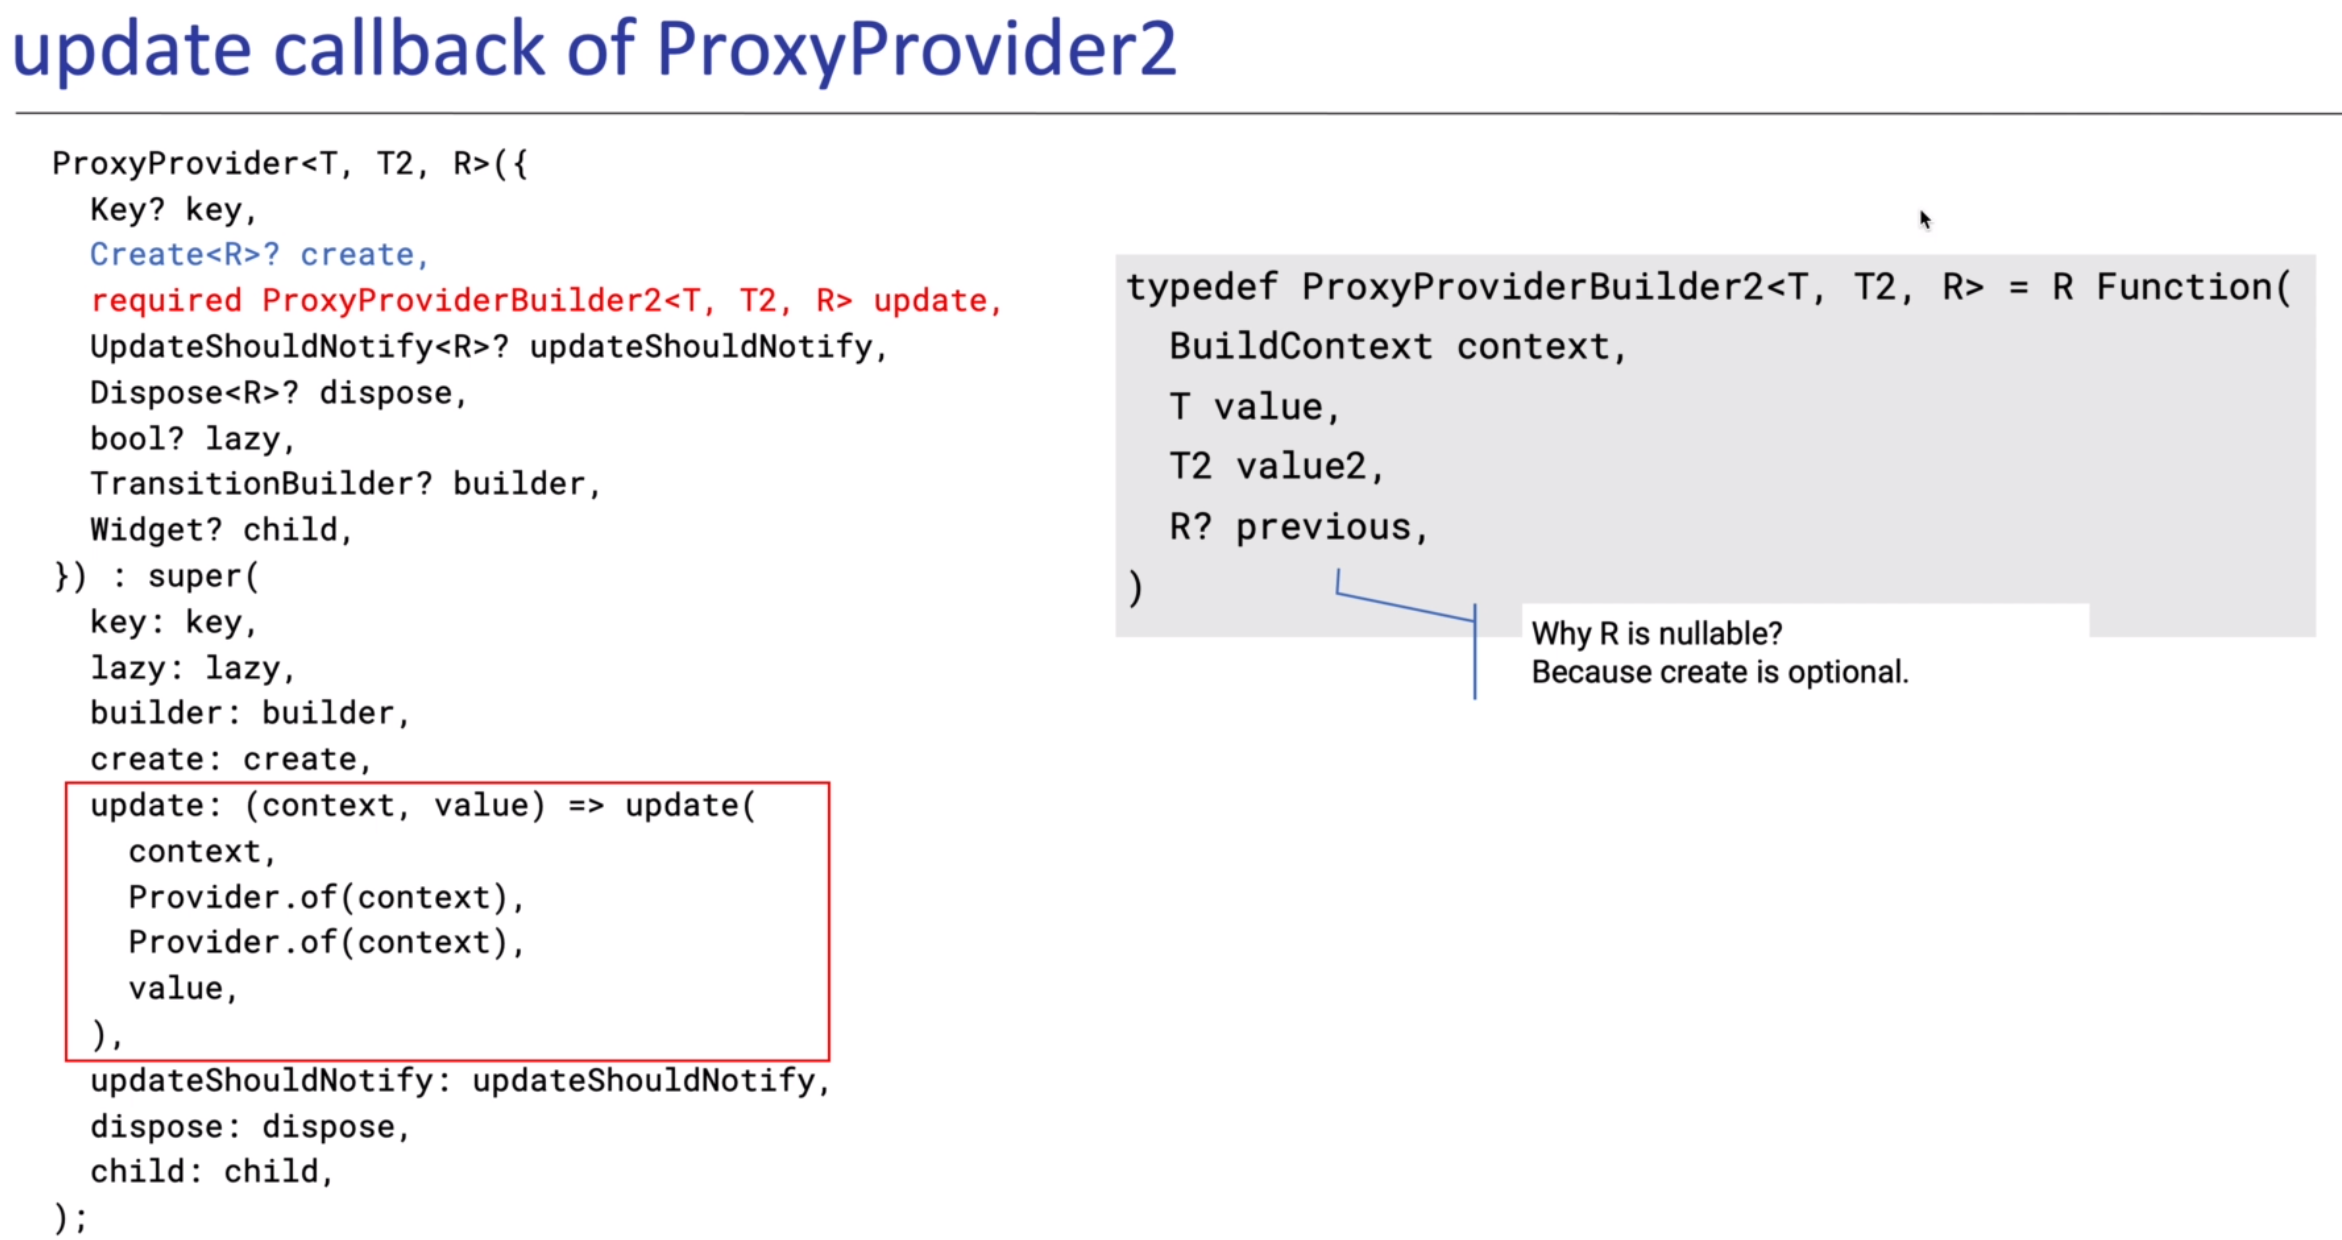 update callback of ProxyProvider2
ProxyProvider<T, T2, R>({
Key? key,
Create<R>? create,
required ProxyProviderBuilder2<T, T2, R> update,
UpdateShouldNotify<R>? updateShouldNotify,
Dispose<R>? dispose,
bool? lazy,
TransitionBuilder? builder,
Widget? child,
}) : super(
key: key,
lazy: lazy,
builder: builder,
create: create,
update: (context, value) => update(
context,
Provider.of(context),
Provider.of(context),
value,
),
updateShouldNotify: updateShouldNotify,
dispose: dispose,
child: child,
);
typedef ProxyProviderBuilder2<T, T2, R> = R Function(
BuildContext context,
T value,
T2 value2,
R? previous,
)
Why R is nullable?
Because create is optional.